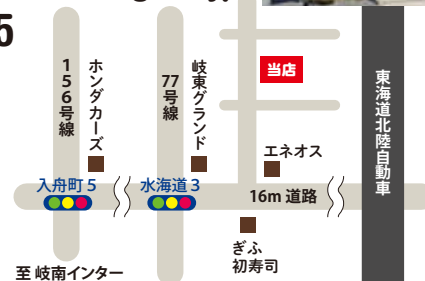 5
156号線
ホンダカーズ
77号線
岐東グランド
当店
東海道北陸自動車
エネオス
入舟町 5
水海道 3
16m 道路
ぎふ
初寿司
至 岐南インター